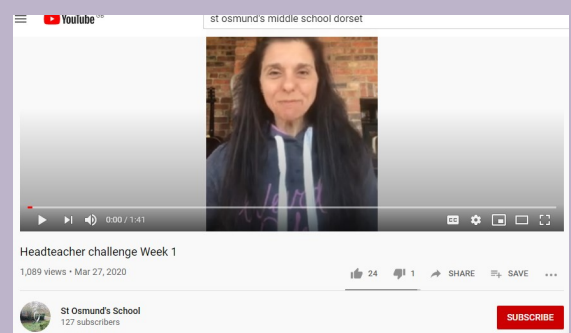 YouTube GB
st osmund's middle school dorset
0:00 / 1:41
CC
Headteacher challenge Week 1
1,089 views • Mar 27, 2020
24 1 SHARE SAVE
St Osmund's School
127 subscribers
SUBSCRIBE